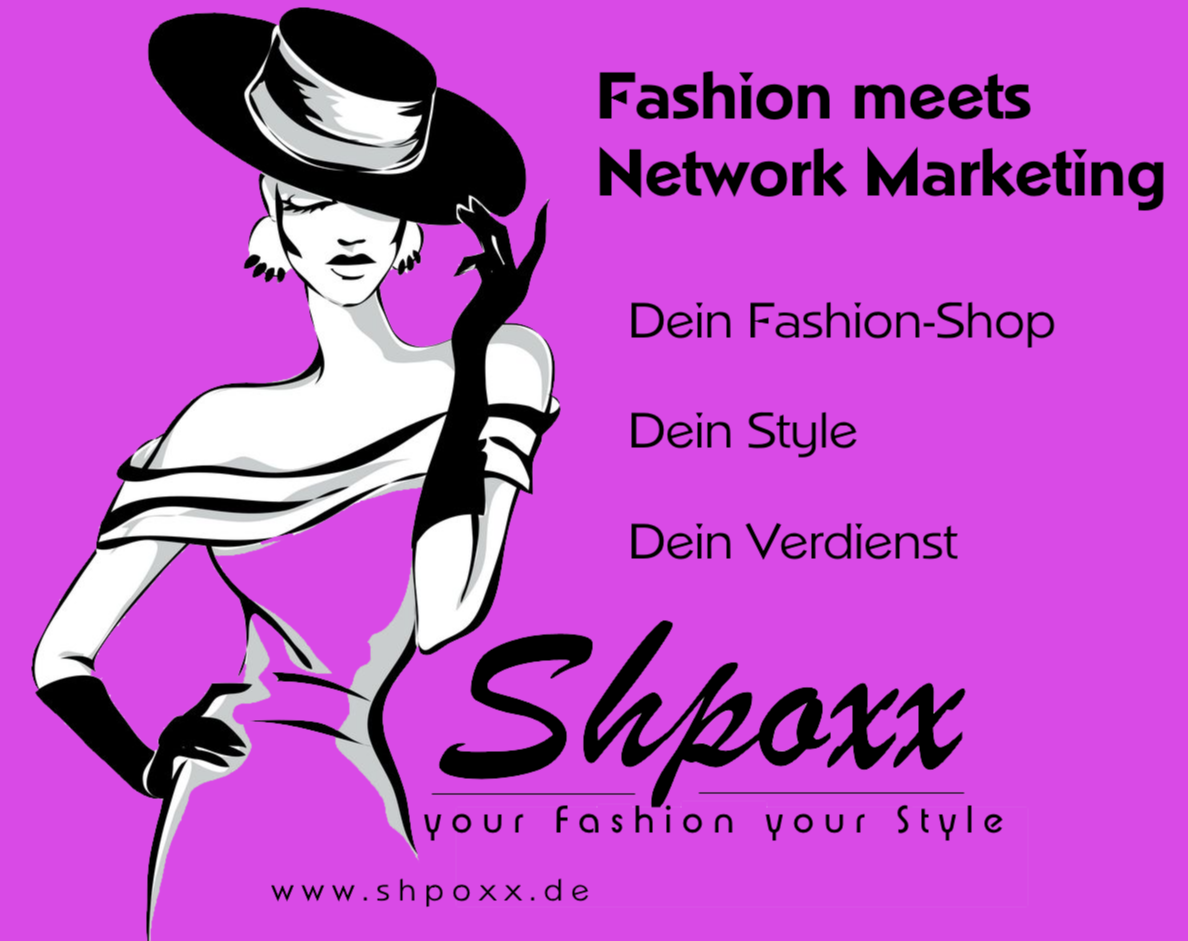 Fashion meets
Network Marketing
Dein Fashion-Shop
Dein Style
Dein Verdienst
Shpoxx
your Fashion your Style
www.shpoxx.de